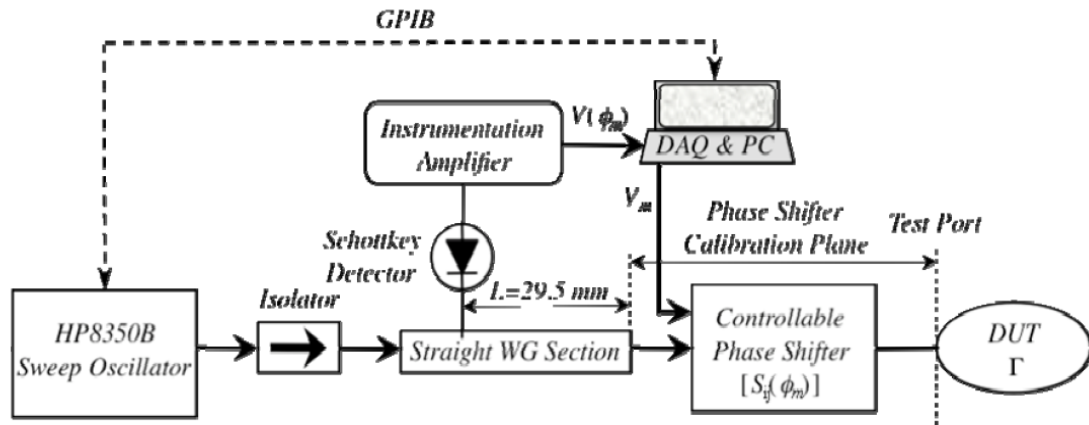 GPIB
Instrumentation
Amplifier
V(ϕm)
DAQ & PC
Vm
Phase Shifter
Calibration Plane
Test Port
Schottkey
Detector
L=29.5 mm
Isolator
HP8350B
Sweep Oscillator
Straight WG Section
Controllable
Phase Shifter
[Sij(ϕm)]
DUT
Γ